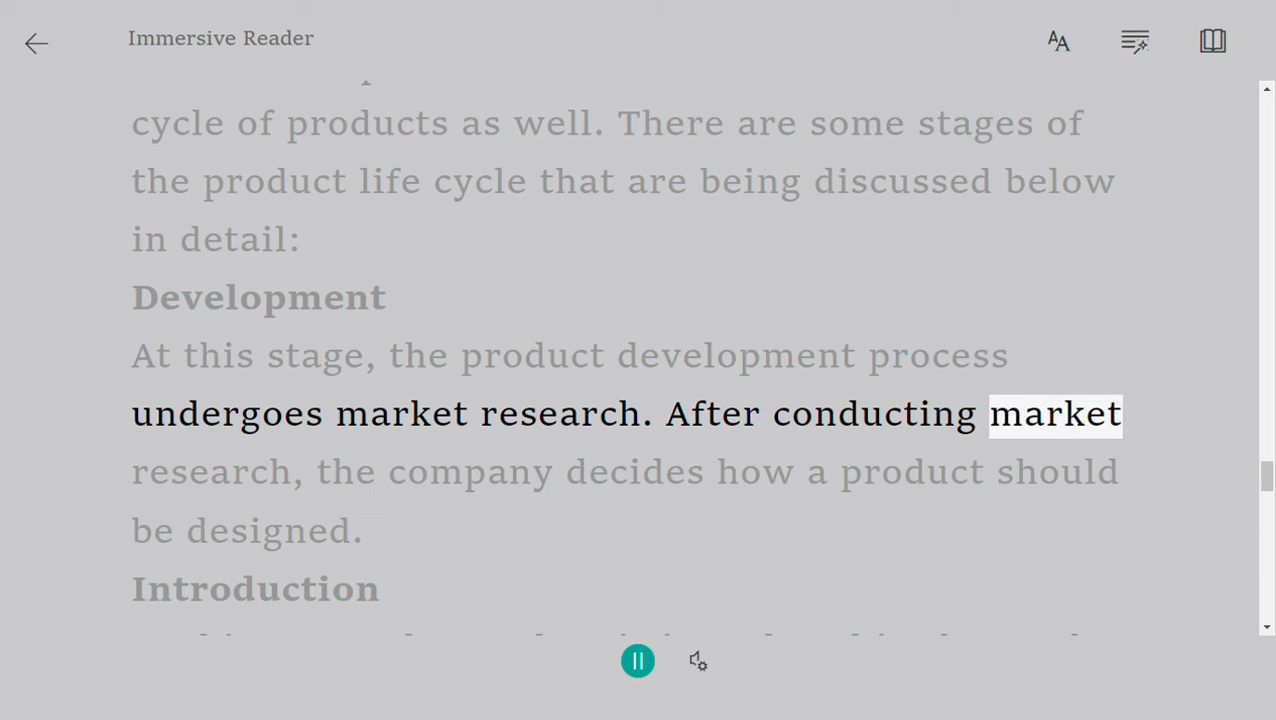 Immersive Reader
cycle of products as well. There are some stages of
the product life cycle that are being discussed below
in detail:
Development
At this stage, the product development process
undergoes market research. After conducting market
research, the company decides how a product should
be designed.
Introduction